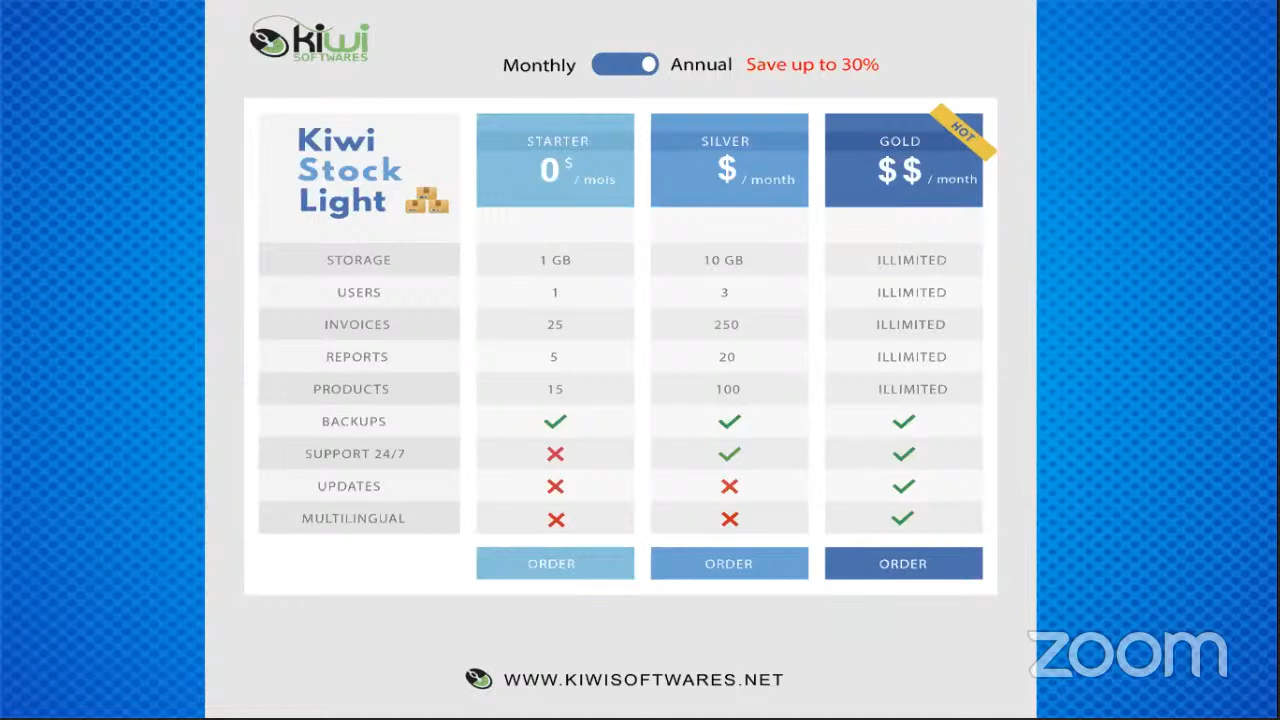 Kiwi
SOFTWARES
Monthly Annual Save up to 30%
Kiwi
Stock
Light
STARTER SILVER GOLD HOT
0 $ / mois $ / month $$ / month
STORAGE 1 GB 10 GB ILLIMITED
USERS 1 3 ILLIMITED
INVOICES 25 250 ILLIMITED
REPORTS 5 20 ILLIMITED
PRODUCTS 15 100 ILLIMITED
BACKUPS
SUPPORT 24/7
UPDATES
MULTILINGUAL
ORDER ORDER ORDER
zoom
WWW.KIWISOFTWARES.NET